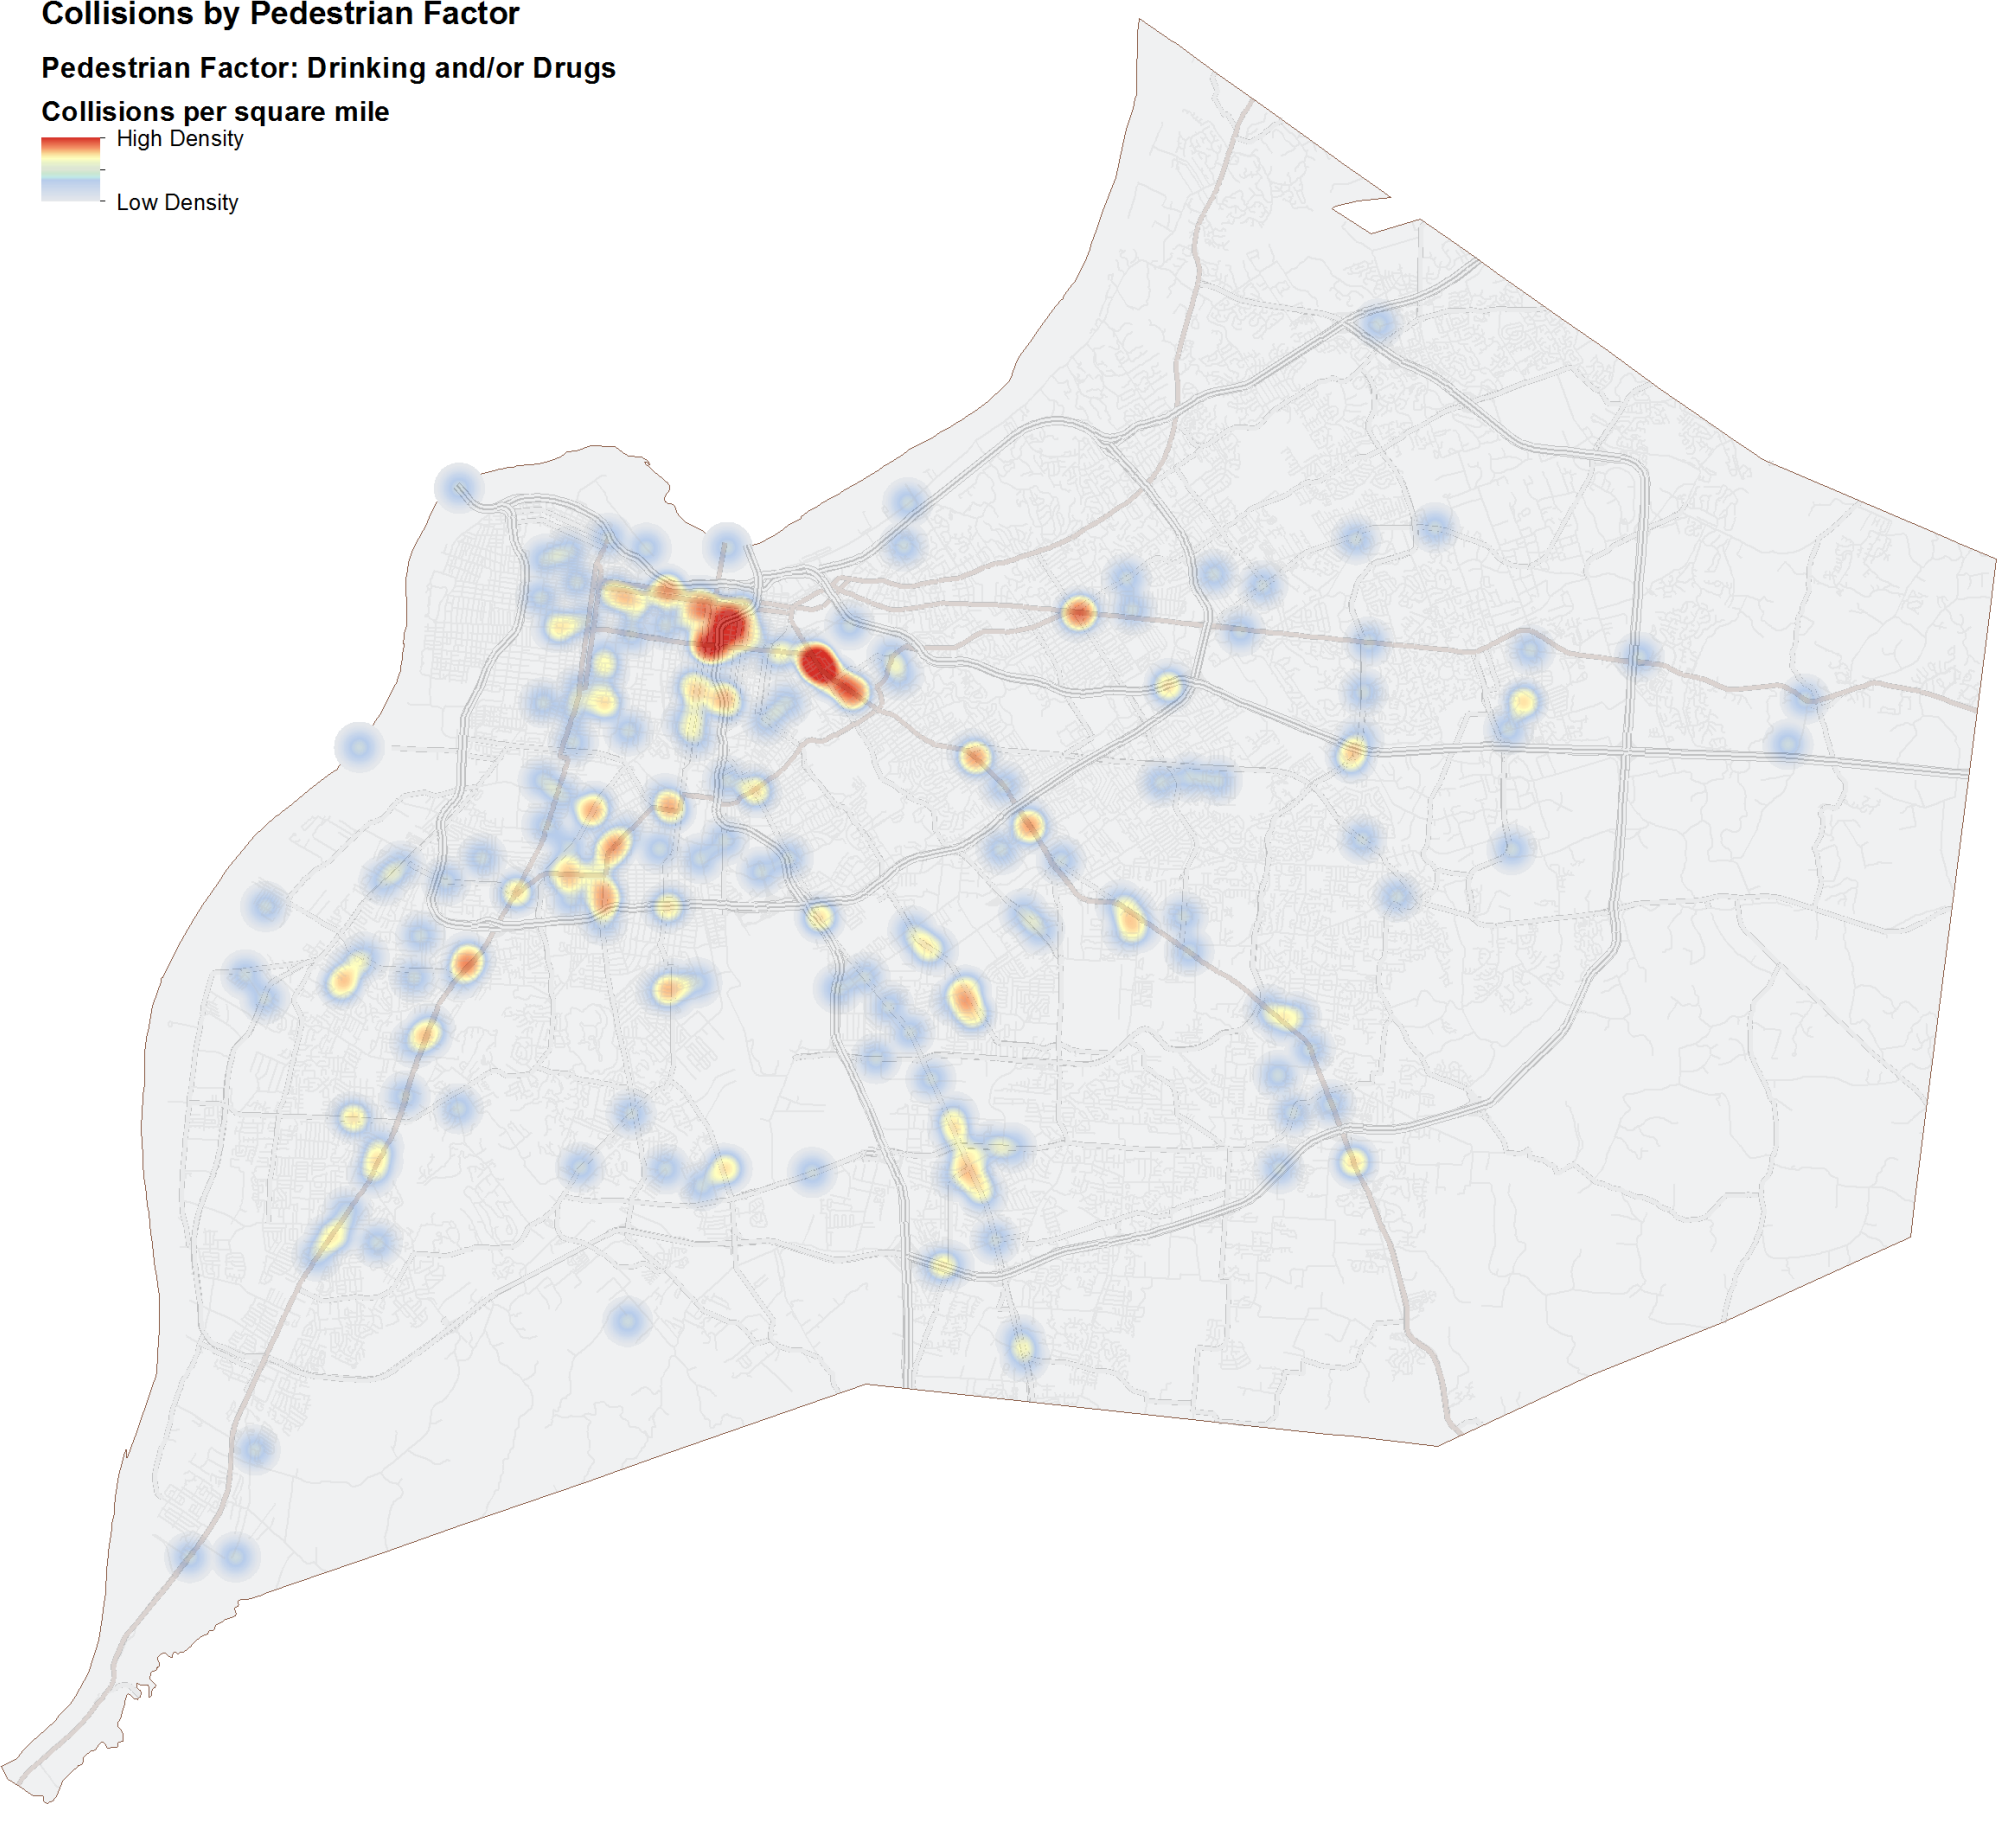 Collisions by Pedestrian Factor
Pedestrian Factor: Drinking and/or Drugs
Collisions per square mile
High Density
Low Density